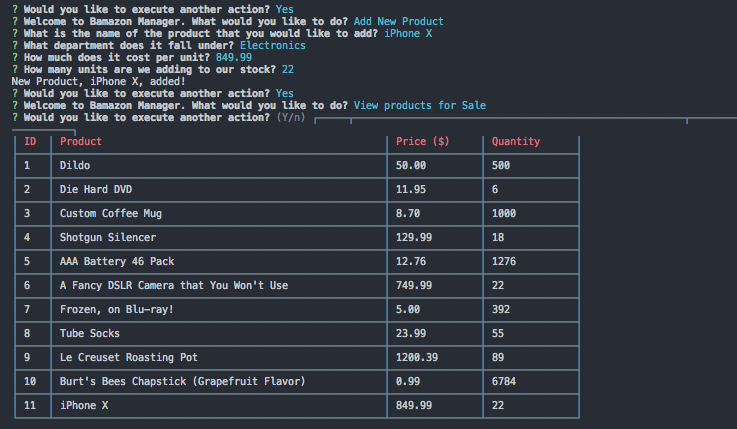 ? Would you like to execute another action? Yes
? Welcome to Bamazon Manager. What would you like to do? Add New Product
? What is the name of the product that you would like to add? iPhone X
? What department does it fall under? Electronics
? How much does it cost per unit? 849.99
? How many units are we adding to our stock? 22
New Product, iPhone X, added!
? Would you like to execute another action? Yes
? Welcome to Bamazon Manager. What would you like to do? View products for Sale
? Would you like to execute another action? (Y/n)
ID Product Price ($) Quantity
1 Dildo 50.00 500
2 Die Hard DVD 11.95 6
3 Custom Coffee Mug 8.70 1000
4 Shotgun Silencer 129.99 18
5 AAA Battery 46 Pack 12.76 1276
6 A Fancy DSLR Camera that You Won't Use 749.99 22
7 Frozen, on Blu-ray! 5.00 392
8 Tube Socks 23.99 55
9 Le Creuset Roasting Pot 1200.39 89
10 Burt's Bees Chapstick (Grapefruit Flavor) 0.99 6784
11 iPhone X 849.99 22